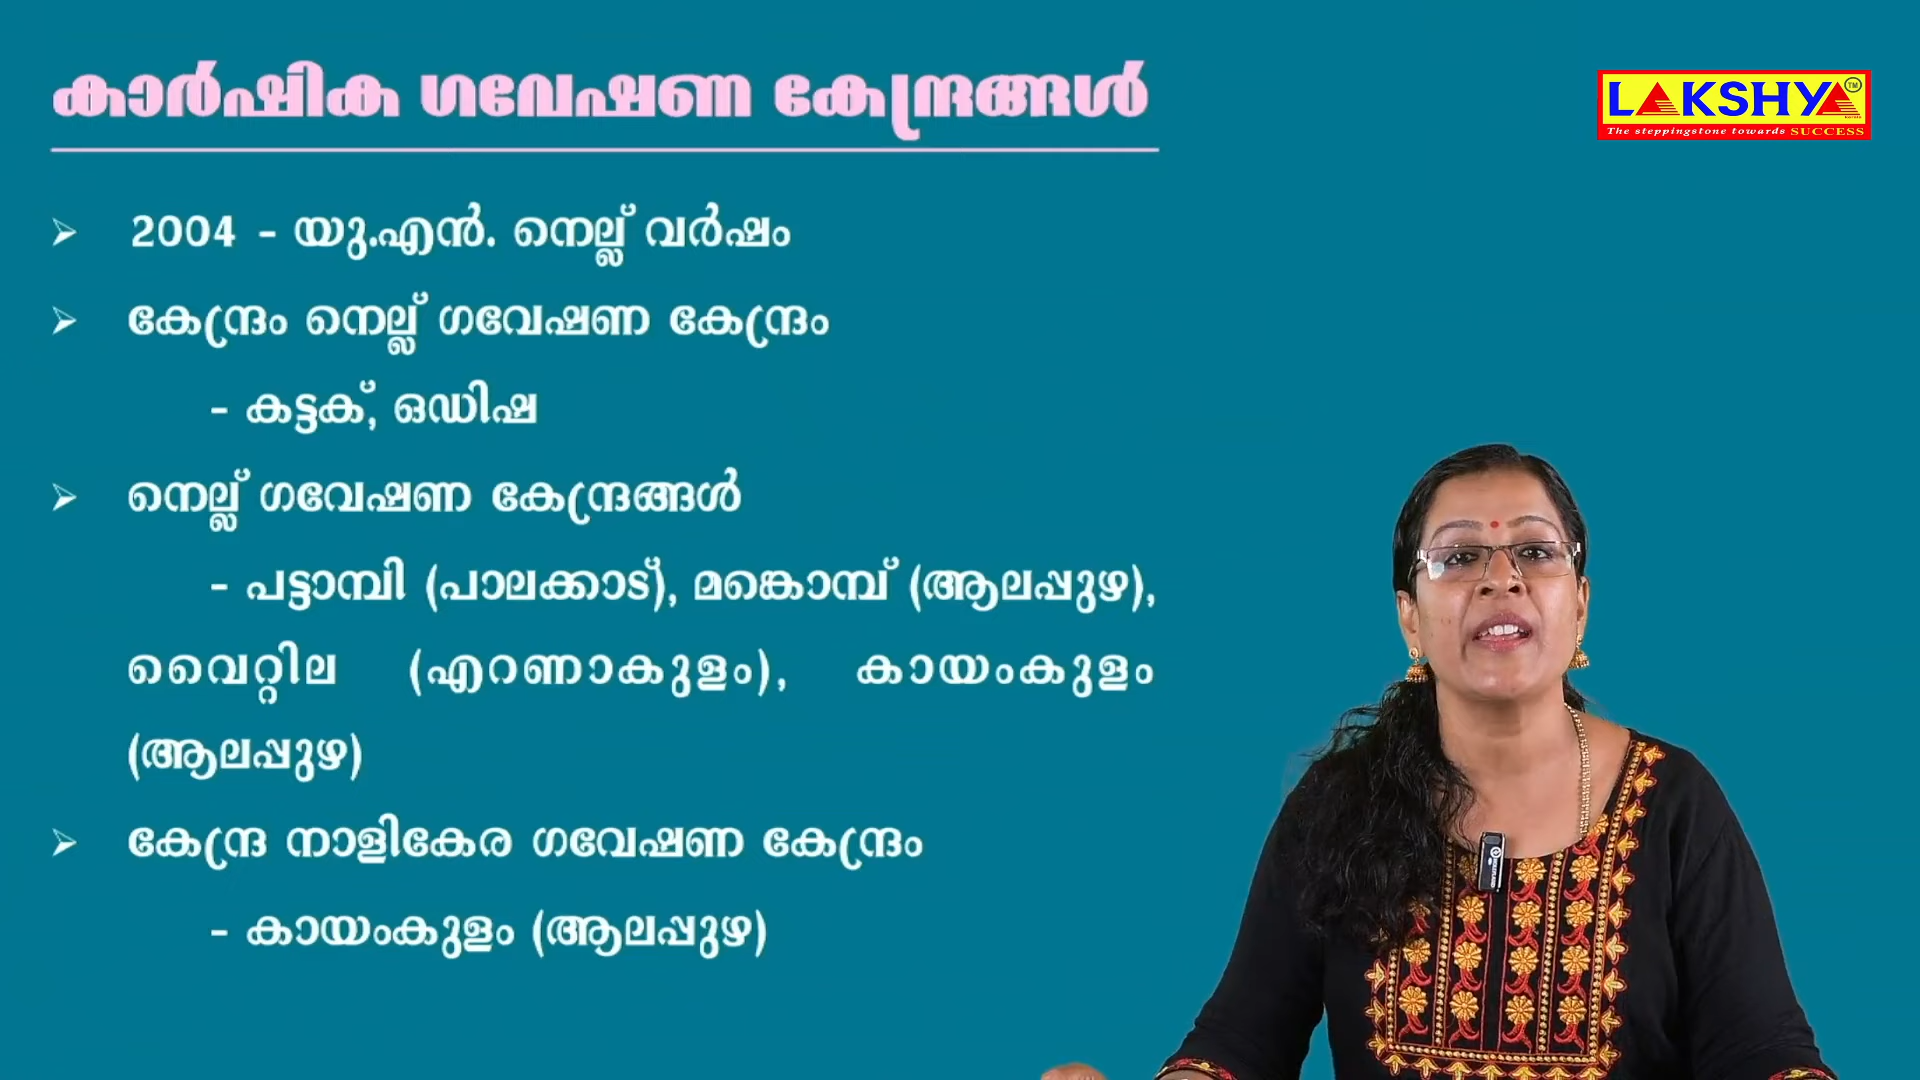 കാർഷിക ഗവേഷണ കേന്ദ്രങ്ങൾ
LAKSHYA TM
The steppingstone towards SUCCESS
➢ 2004 - യു.എൻ. നെല്ല് വർഷം
➢ കേന്ദ്രം നെല്ല് ഗവേഷണ കേന്ദ്രം
- കട്ടക്, ഒഡിഷ
➢ നെല്ല് ഗവേഷണ കേന്ദ്രങ്ങൾ
- പട്ടാമ്പി (പാലക്കാട്), മങ്കൊമ്പ് (ആലപ്പുഴ),
വൈറ്റില (എറണാകുളം), കായംകുളം
(ആലപ്പുഴ)
➢ കേന്ദ്ര നാളികേര ഗവേഷണ കേന്ദ്രം
- കായംകുളം (ആലപ്പുഴ)